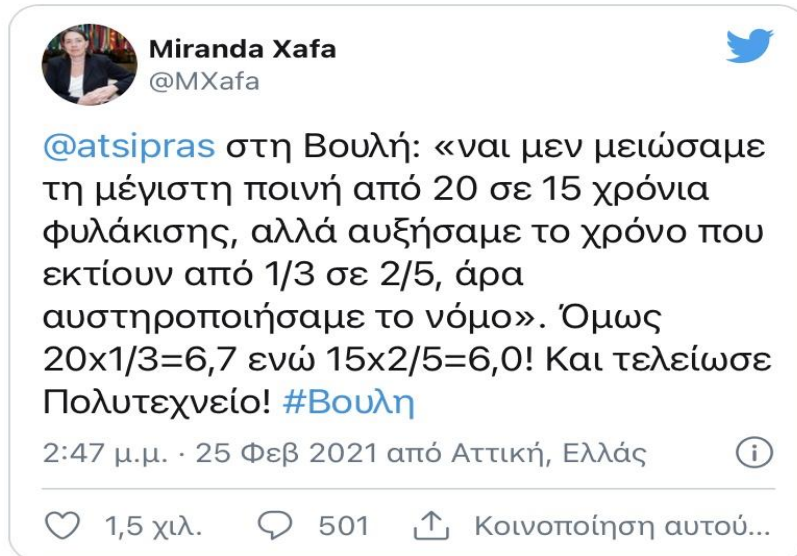 Miranda Xafa
@MXafa
@atsipras στη Βουλή: «ναι μεν μειώσαμε
τη μέγιστη ποινή από 20 σε 15 χρόνια
φυλάκισης, αλλά αυξήσαμε το χρόνο που
εκτίουν από 1/3 σε 2/5, άρα
αυστηροποιήσαμε το νόμο». Όμως
20x1/3=6,7 ενώ 15x2/5=6,0! Και τελείωσε
Πολυτεχνείο! #Βουλη
2:47 μ.μ. · 25 Φεβ 2021 από Αττική, Ελλάς
1,5 χιλ. 501 Κοινοποίηση αυτού...